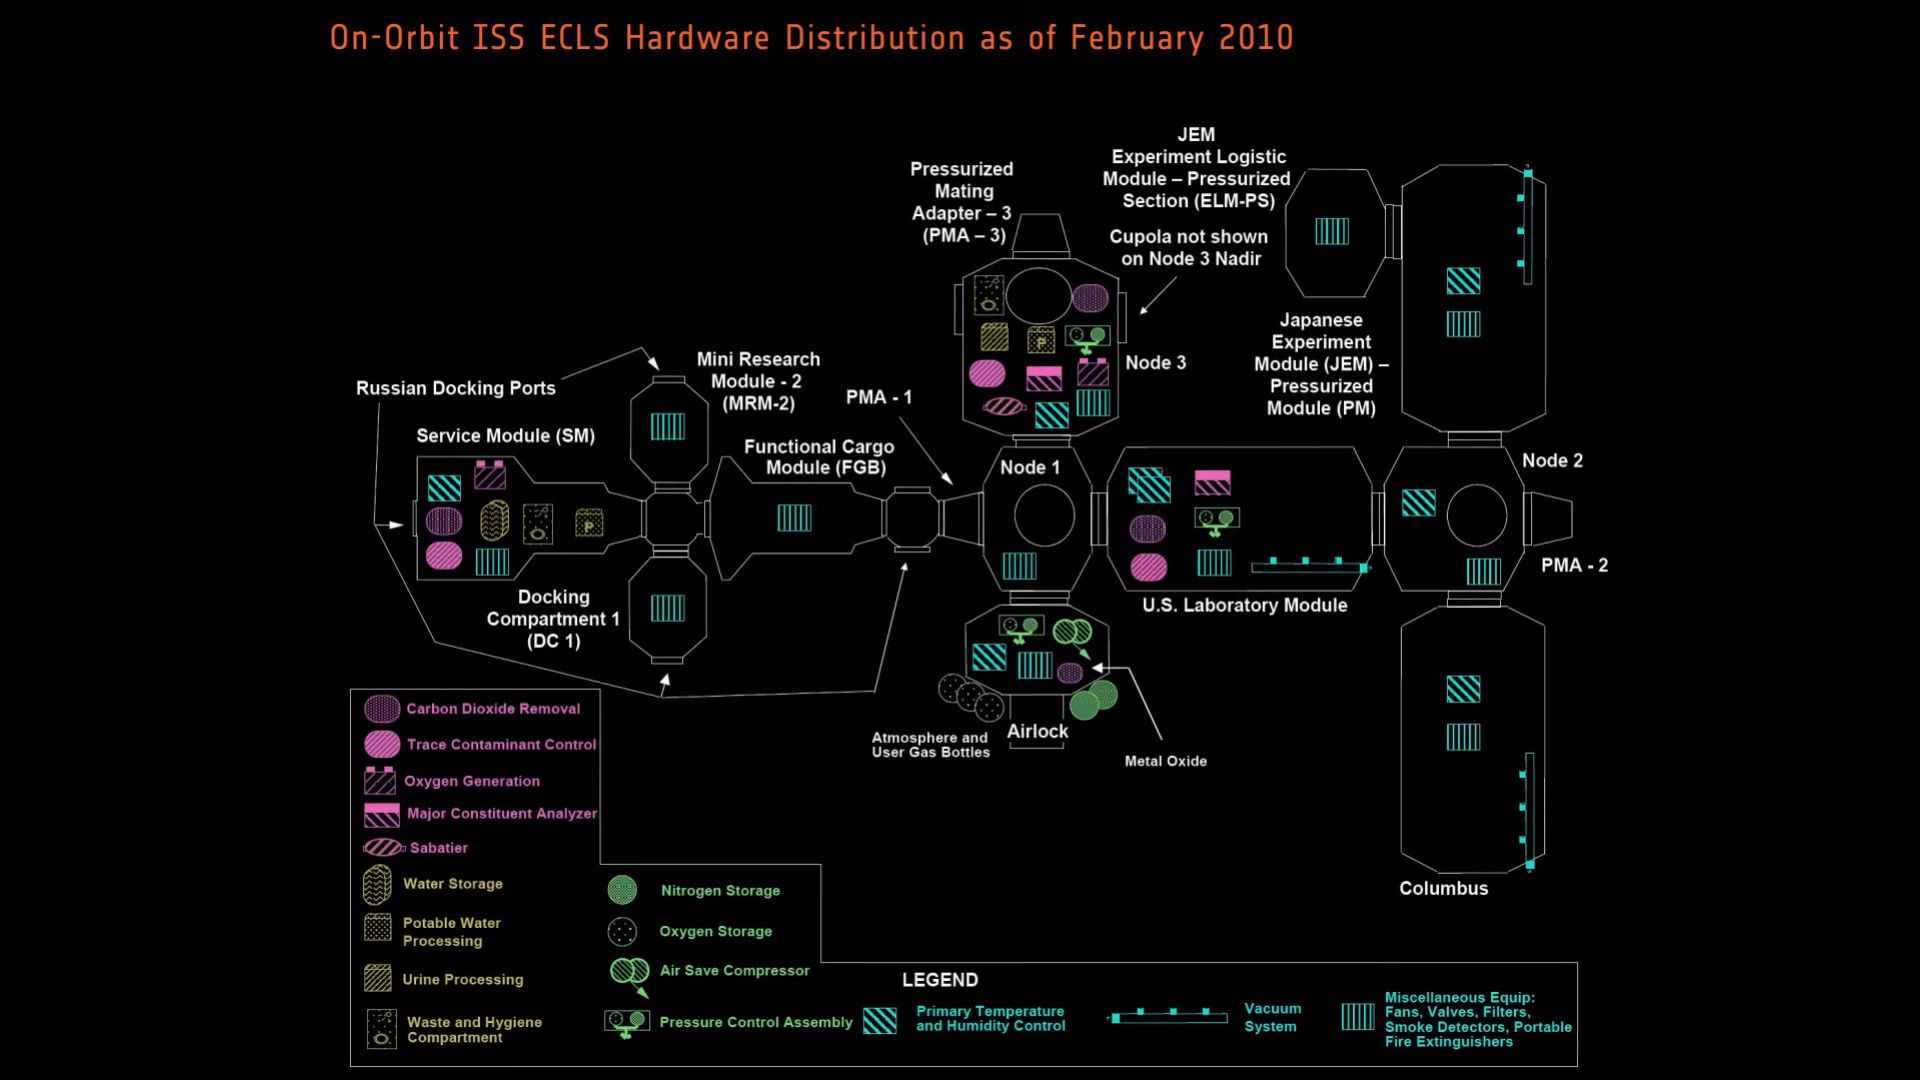 On-Orbit ISS ECLS Hardware Distribution as of February 2010
JEM
Experiment Logistic
Module – Pressurized
Section (ELM-PS)
Pressurized
Mating
Adapter – 3
(PMA – 3)
Cupola not shown
on Node 3 Nadir
Japanese
Experiment
Module (JEM) –
Pressurized
Module (PM)
Node 3
P
Mini Research
Module - 2
(MRM-2)
Russian Docking Ports
PMA - 1
Service Module (SM)
Functional Cargo
Module (FGB)
Node 1
Node 2
P
PMA - 2
Docking
Compartment 1
(DC 1)
U.S. Laboratory Module
Atmosphere and
User Gas Bottles
Airlock
Metal Oxide
Columbus
Carbon Dioxide Removal
Trace Contaminant Control
Oxygen Generation
Major Constituent Analyzer
Sabatier
Water Storage
Potable Water
Processing
Urine Processing
Waste and Hygiene
Compartment
Nitrogen Storage
Oxygen Storage
Air Save Compressor
Pressure Control Assembly
LEGEND
Primary Temperature
and Humidity Control
Vacuum
System
Miscellaneous Equip:
Fans, Valves, Filters,
Smoke Detectors, Portable
Fire Extinguishers